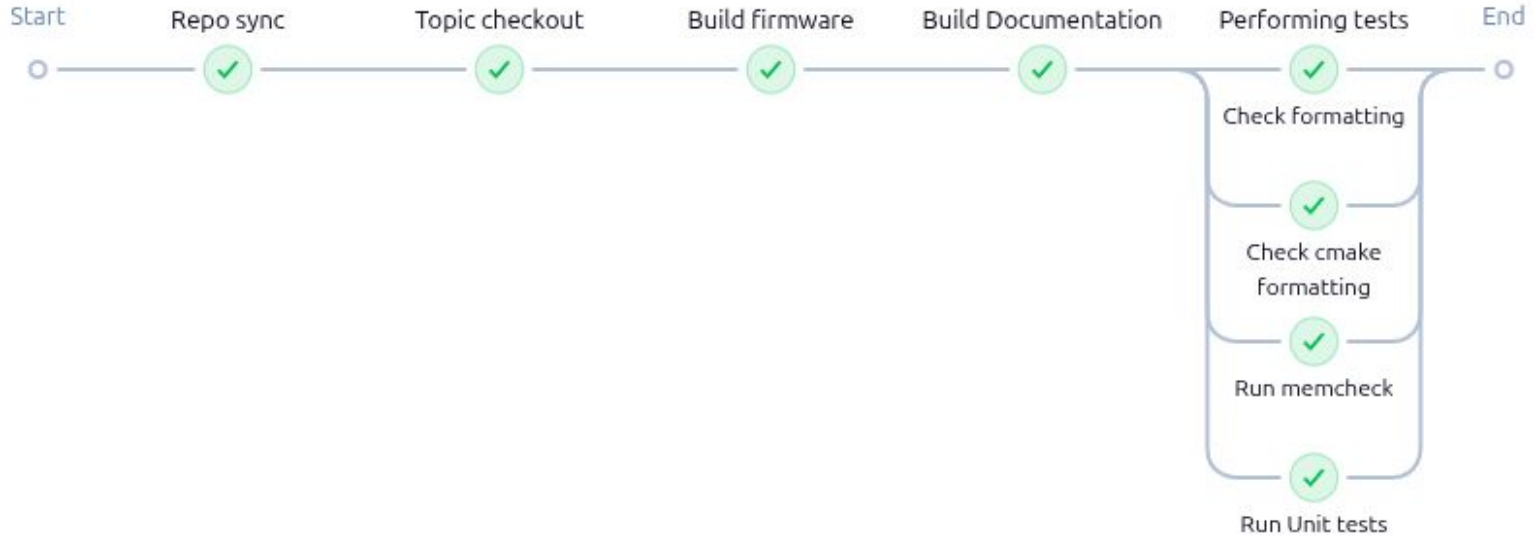 Start
Repo sync
Topic checkout
Build firmware
Build Documentation
Performing tests
End
Check formatting
Check cmake
formatting
Run memcheck
Run Unit tests